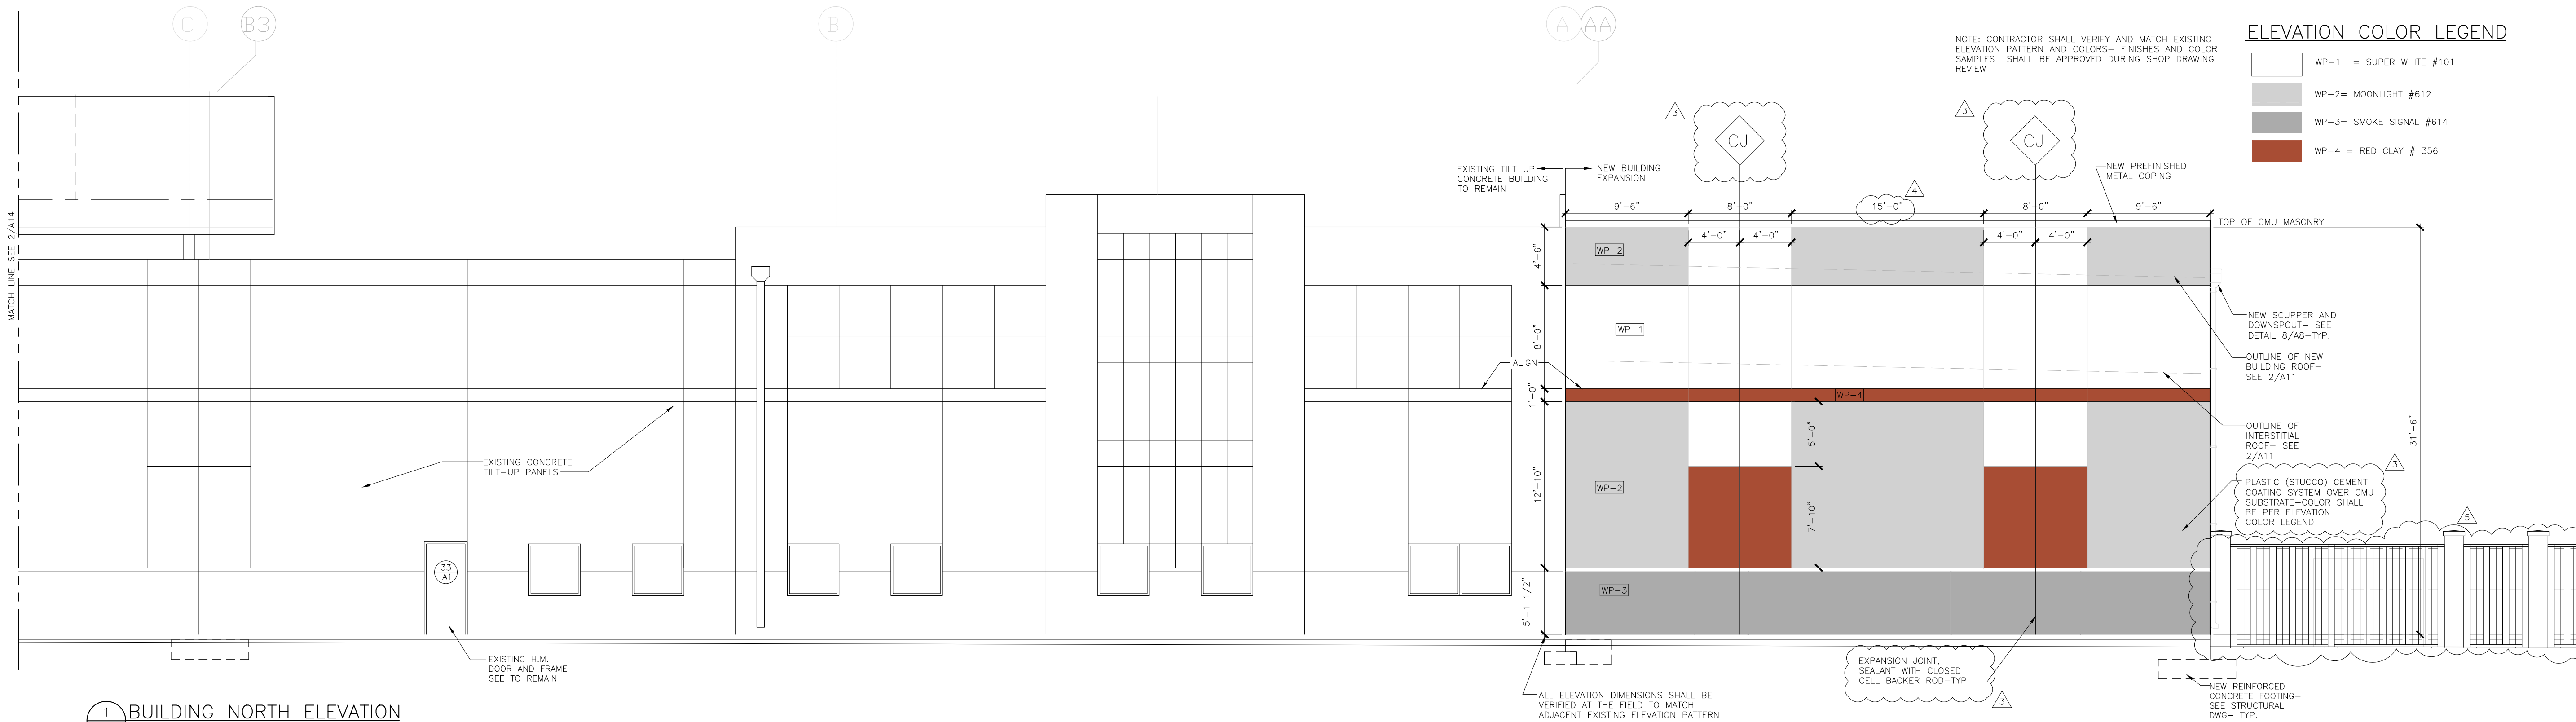 C
B3
B
A
AA
NOTE: CONTRACTOR SHALL VERIFY AND MATCH EXISTING
ELEVATION PATTERN AND COLORS- FINISHES AND COLOR
SAMPLES SHALL BE APPROVED DURING SHOP DRAWING
REVIEW
ELEVATION COLOR LEGEND
WP-1 = SUPER WHITE #101
WP-2= MOONLIGHT #612
WP-3= SMOKE SIGNAL #614
WP-4 = RED CLAY # 356
3
CJ
3
CJ
EXISTING TILT UP
CONCRETE BUILDING
TO REMAIN
NEW BUILDING
EXPANSION
NEW PREFINISHED
METAL COPING
4
9'-6"
8'-0"
15'-0"
8'-0"
9'-6"
TOP OF CMU MASONRY
4'-0"
4'-0"
4'-0"
4'-0"
MATCH LINE SEE 2/A14
4'-6"
WP-2
8'-0"
WP-1
NEW SCUPPER AND
DOWNSPOUT- SEE
DETAIL 8/A8-TYP.
OUTLINE OF NEW
BUILDING ROOF-
SEE 2/A11
ALIGN
1'-0"
WP-4
OUTLINE OF
INTERSTITIAL
ROOF- SEE
2/A11
31'-6"
5'-0"
EXISTING CONCRETE
TILT-UP PANELS
12'-10"
WP-2
7'-10"
3
PLASTIC (STUCCO) CEMENT
COATING SYSTEM OVER CMU
SUBSTRATE-COLOR SHALL
BE PER ELEVATION
COLOR LEGEND
5
33
A1
5'-1 1/2"
WP-3
EXISTING H.M.
DOOR AND FRAME-
SEE TO REMAIN
EXPANSION JOINT,
SEALANT WITH CLOSED
CELL BACKER ROD-TYP.
3
ALL ELEVATION DIMENSIONS SHALL BE
VERIFIED AT THE FIELD TO MATCH
ADJACENT EXISTING ELEVATION PATTERN
NEW REINFORCED
CONCRETE FOOTING-
SEE STRUCTURAL
DWG- TYP.
1
BUILDING NORTH ELEVATION